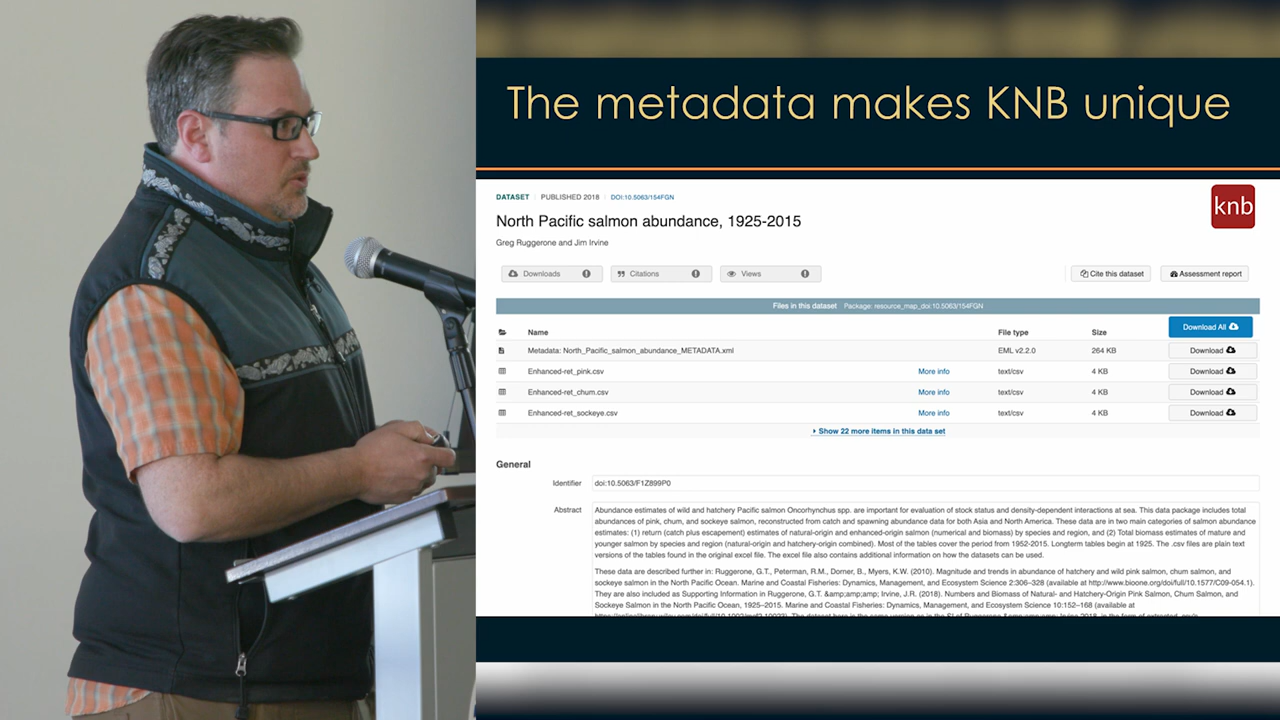 The metadata makes KNB unique
DATASET | PUBLISHED 2018 | DOI:10.5063/154FGN
knb
North Pacific salmon abundance, 1925-2015
Greg Ruggerone and Jim Irvine
Downloads Citations Views Cite this dataset Assessment report
Files in this dataset Package: resource_map_doi:10.5063/154FGN
Name File type Size Download All
Metadata: North_Pacific_salmon_abundance_METADATA.xml EML v2.2.0 264 KB Download
Enhanced-ret_pink.csv More info text/csv 4 KB Download
Enhanced-ret_chum.csv More info text/csv 4 KB Download
Enhanced-ret_sockeye.csv More info text/csv 4 KB Download
Show 22 more items in this data set
General
Identifier doi:10.5063/F1Z899P0
Abstract Abundance estimates of wild and hatchery Pacific salmon Oncorhynchus spp. are important for evaluation of stock status and density-dependent interactions at sea. This data package includes total
abundances of pink, chum, and sockeye salmon, reconstructed from catch and spawning abundance data for both Asia and North America. These data are in two main categories of salmon abundance
estimates: (1) return (catch plus escapement) estimates of natural-origin and enhanced-origin salmon (numerical and biomass) by species and region, and (2) Total biomass estimates of mature and
younger salmon by species and region (natural-origin and hatchery-origin combined). Most of the tables cover the period from 1952-2015. Longterm tables begin at 1925. The .csv files are plain text
versions of the tables found in the original excel file. The excel file also contains additional information on how the datasets can be used.
These data are described further in: Ruggerone, G.T., Peterman, R.M., Dorner, B., Myers, K.W. (2010). Magnitude and trends in abundance of hatchery and wild pink salmon, chum salmon, and
sockeye salmon in the North Pacific Ocean. Marine and Coastal Fisheries: Dynamics, Management, and Ecosystem Science 2:306–328 (available at http://www.bioone.org/doi/full/10.1577/C09-054.1).
They are also included as Supporting Information in Ruggerone, G.T. &amp;amp;amp; Irvine, J.R. (2018). Numbers and Biomass of Natural- and Hatchery-Origin Pink Salmon, Chum Salmon, and
Sockeye Salmon in the North Pacific Ocean, 1925–2015. Marine and Coastal Fisheries: Dynamics, Management, and Ecosystem Science 10:152–168 (available at